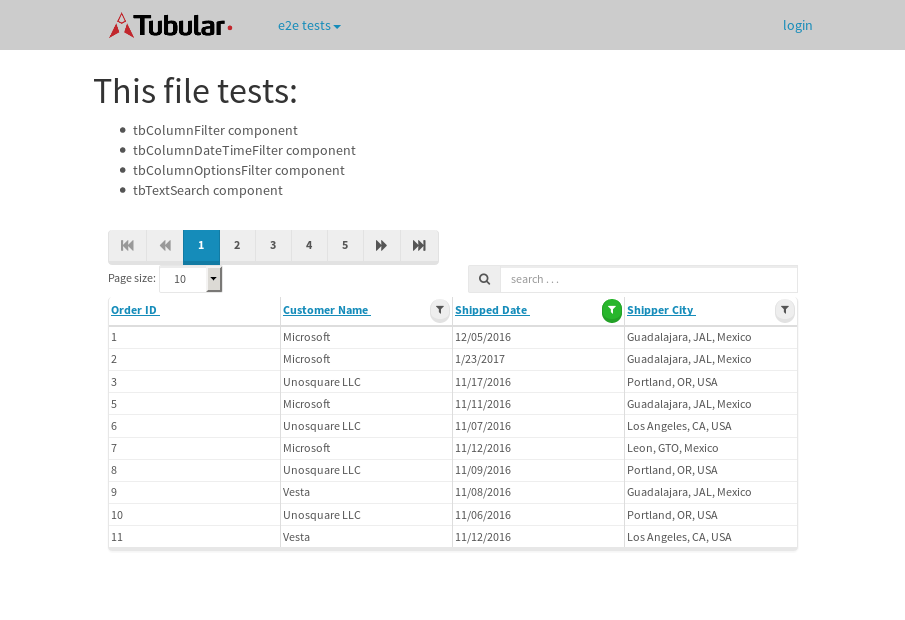 Tubular e2e tests login
This file tests:
tbColumnFilter component
tbColumnDateTimeFilter component
tbColumnOptionsFilter component
tbTextSearch component
1 2 3 4 5
Page size: 10 search . . .
Order ID Customer Name Shipped Date Shipper City
1 Microsoft 12/05/2016 Guadalajara, JAL, Mexico
2 Microsoft 1/23/2017 Guadalajara, JAL, Mexico
3 Unosquare LLC 11/17/2016 Portland, OR, USA
5 Microsoft 11/11/2016 Guadalajara, JAL, Mexico
6 Unosquare LLC 11/07/2016 Los Angeles, CA, USA
7 Microsoft 11/12/2016 Leon, GTO, Mexico
8 Unosquare LLC 11/09/2016 Portland, OR, USA
9 Vesta 11/08/2016 Guadalajara, JAL, Mexico
10 Unosquare LLC 11/06/2016 Portland, OR, USA
11 Vesta 11/12/2016 Los Angeles, CA, USA